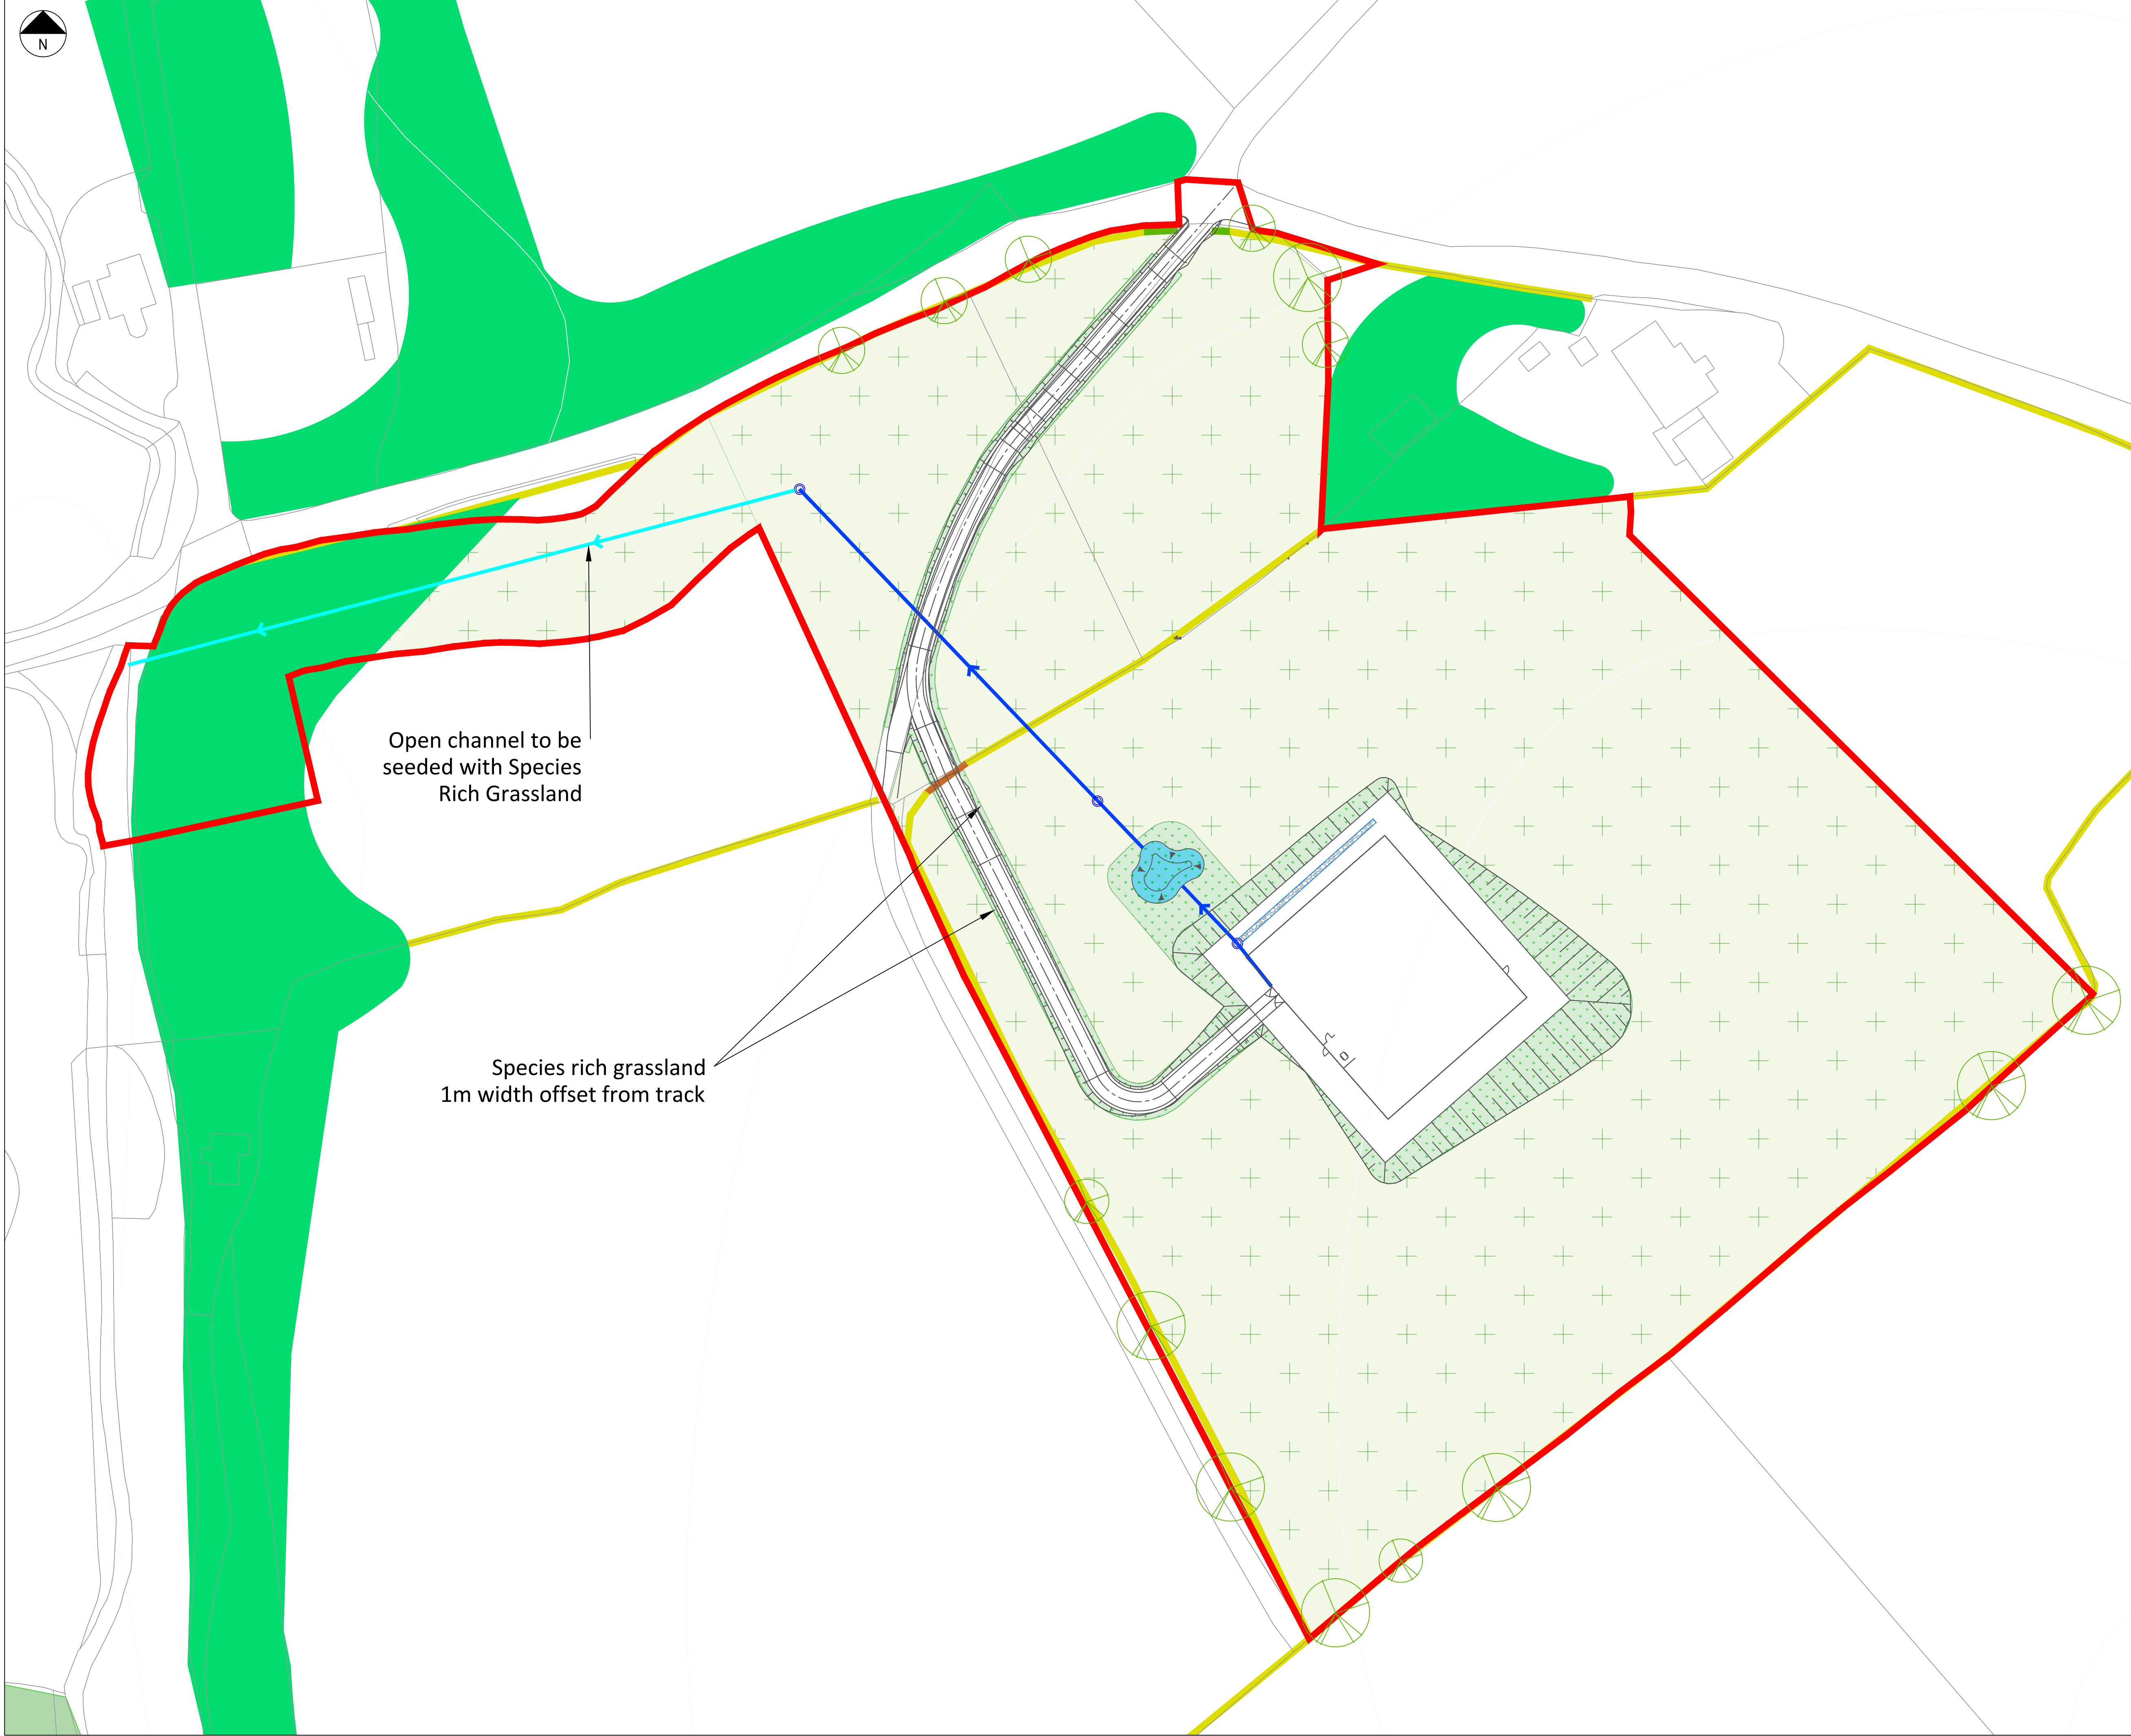 N
Open channel to be
seeded with Species
Rich Grassland
Species rich grassland
1m width offset from track